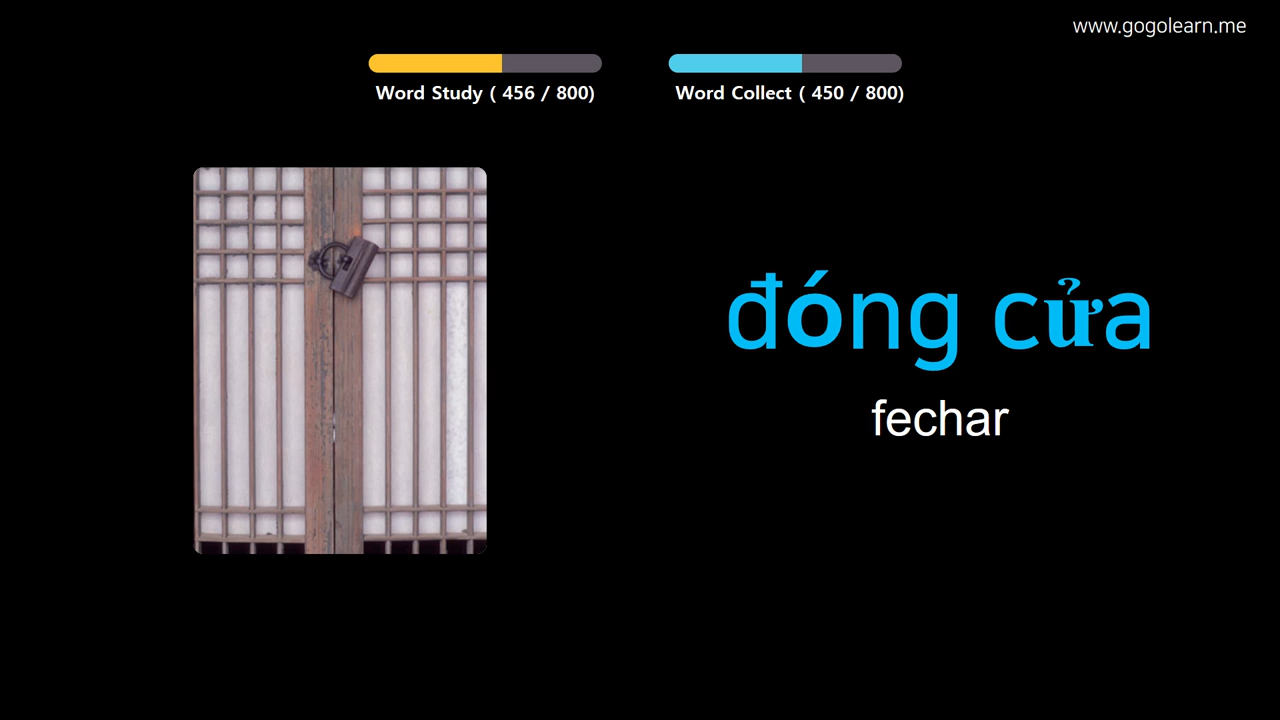 www.gogolearn.me
Word Study ( 456 / 800)
Word Collect ( 450 / 800)
đóng cửa
fechar